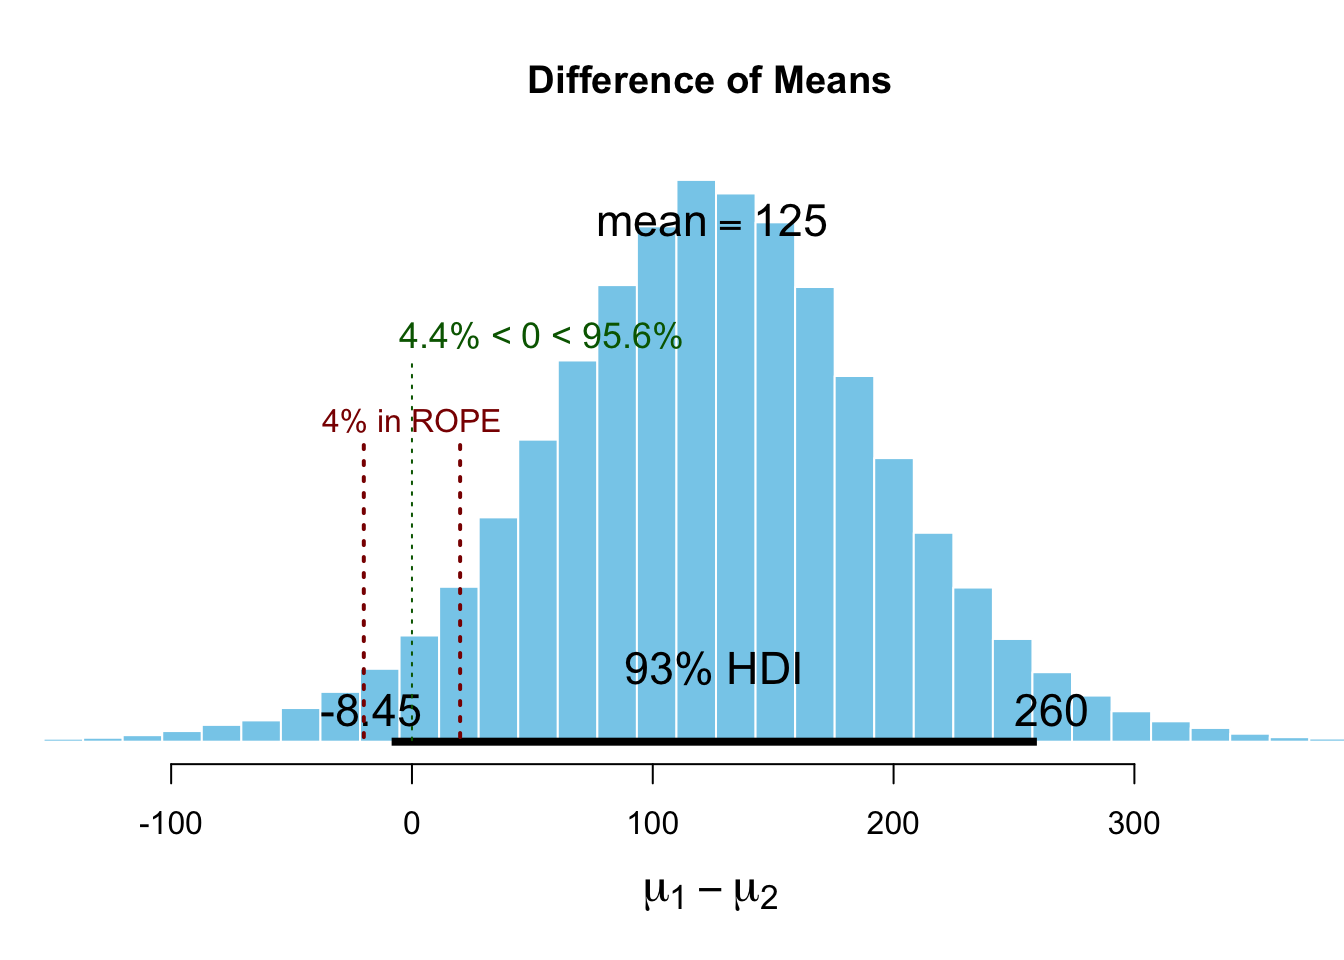 Difference of Means
mean = 125
4.4% < 0 < 95.6%
4% in ROPE
93% HDI
-8.45 260
-100 0 100 200 300
μ1 − μ2